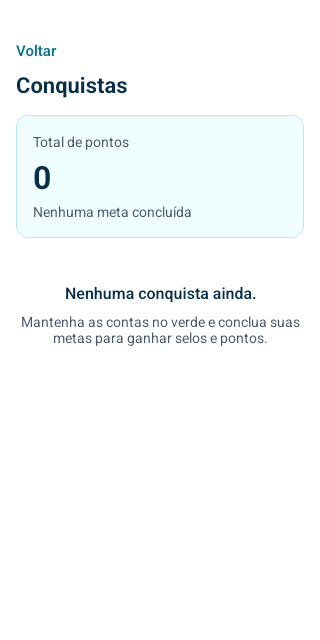 Voltar
Conquistas
Total de pontos
0
Nenhuma meta concluída
Nenhuma conquista ainda.
Mantenha as contas no verde e conclua suas
metas para ganhar selos e pontos.